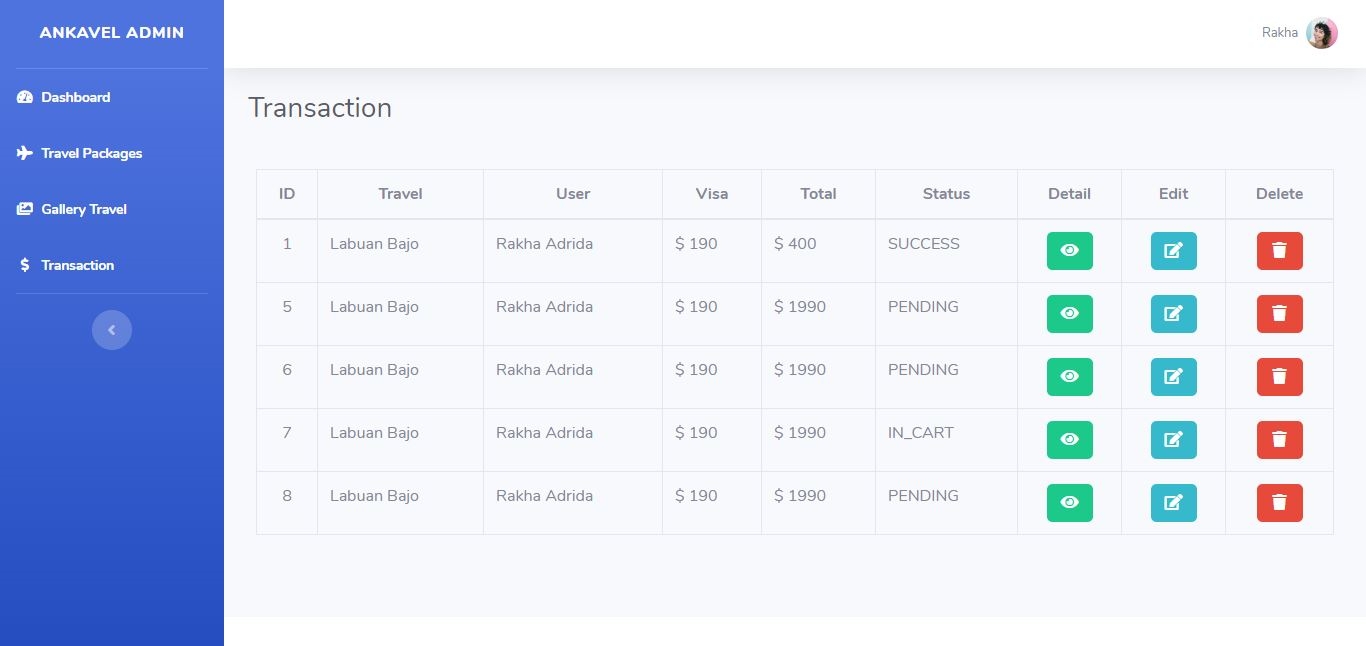 ANKAVEL ADMIN
Rakha
Dashboard
Travel Packages
Gallery Travel
Transaction
Transaction
ID Travel User Visa Total Status Detail Edit Delete
1 Labuan Bajo Rakha Adrida $ 190 $ 400 SUCCESS
5 Labuan Bajo Rakha Adrida $ 190 $ 1990 PENDING
6 Labuan Bajo Rakha Adrida $ 190 $ 1990 PENDING
7 Labuan Bajo Rakha Adrida $ 190 $ 1990 IN_CART
8 Labuan Bajo Rakha Adrida $ 190 $ 1990 PENDING